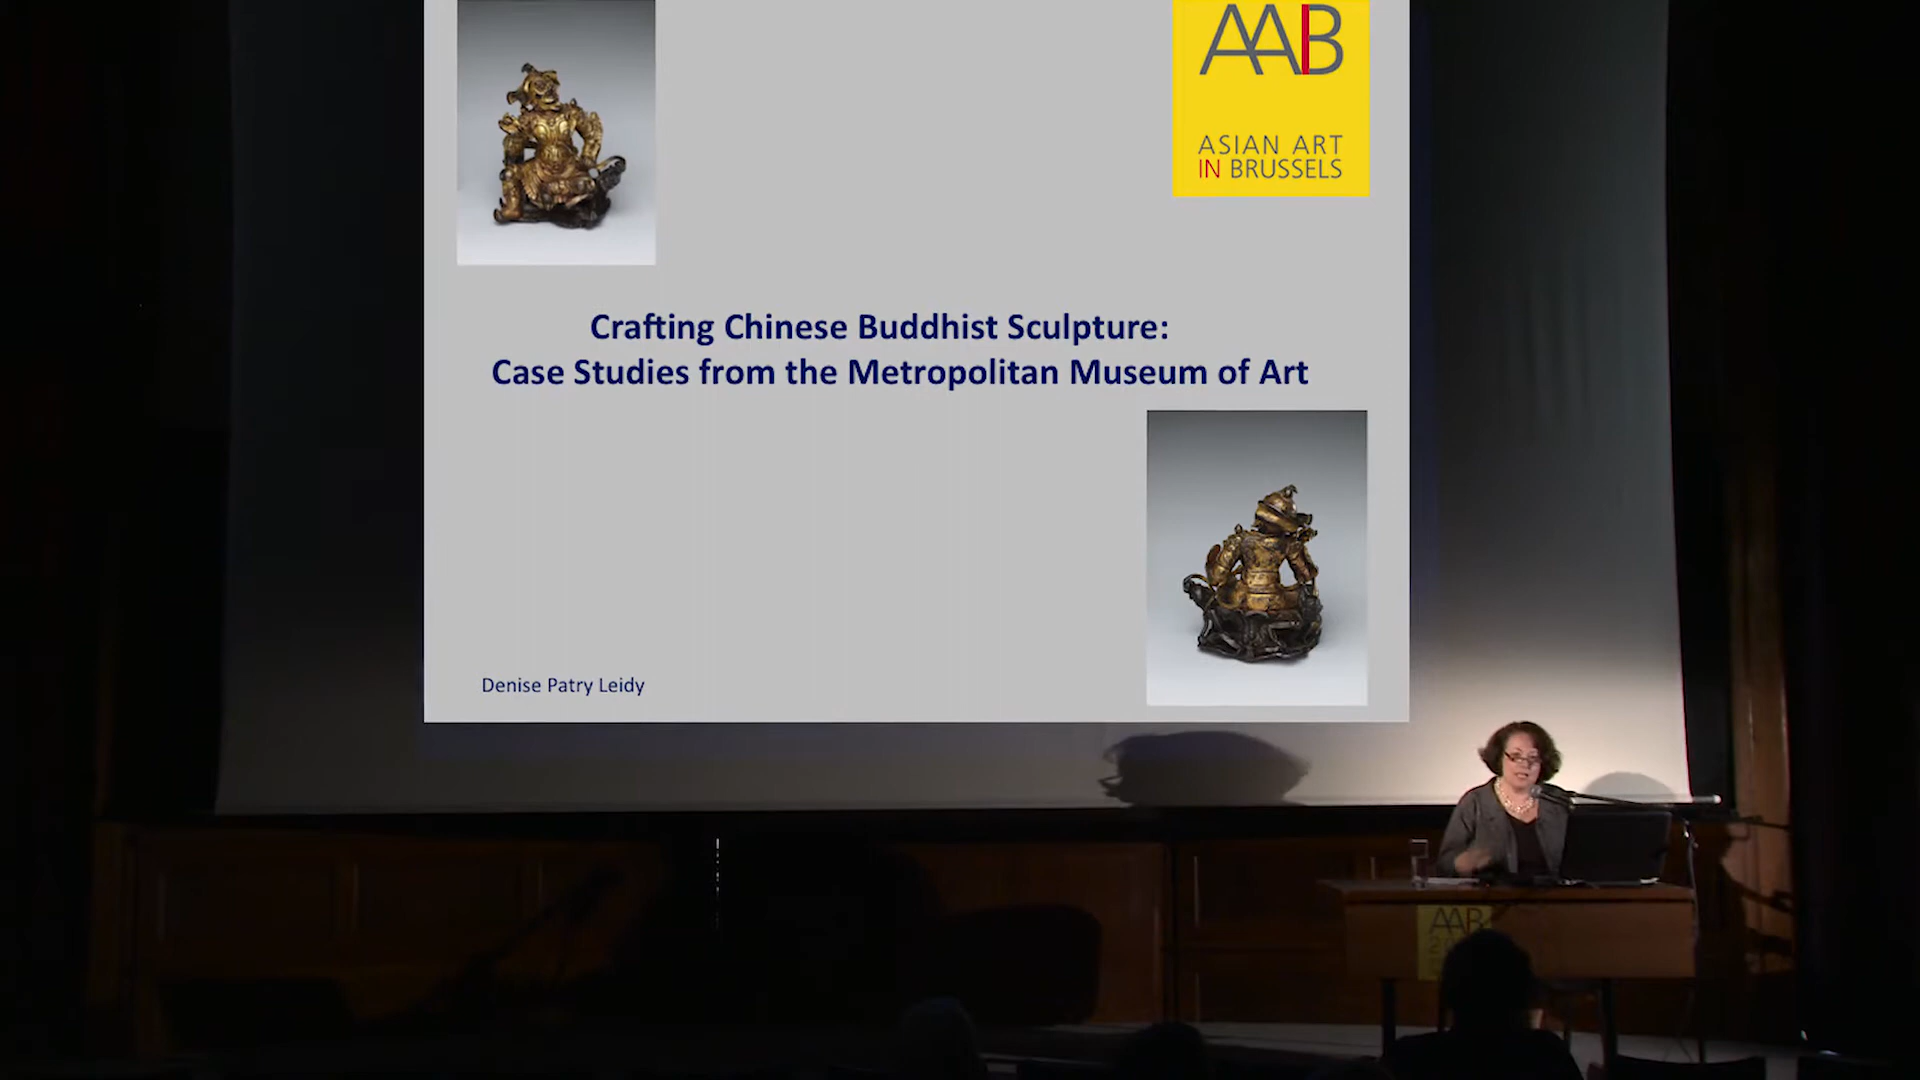 AAB
ASIAN ART
IN BRUSSELS
Crafting Chinese Buddhist Sculpture:
Case Studies from the Metropolitan Museum of Art
Denise Patry Leidy
AAB